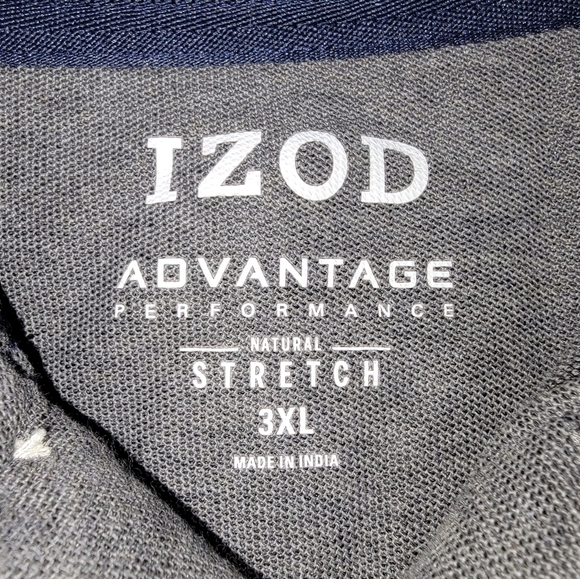 IZOD
ADVANTAGE
PERFORMANCE
NATURAL
STRETCH
3XL
MADE IN INDIA